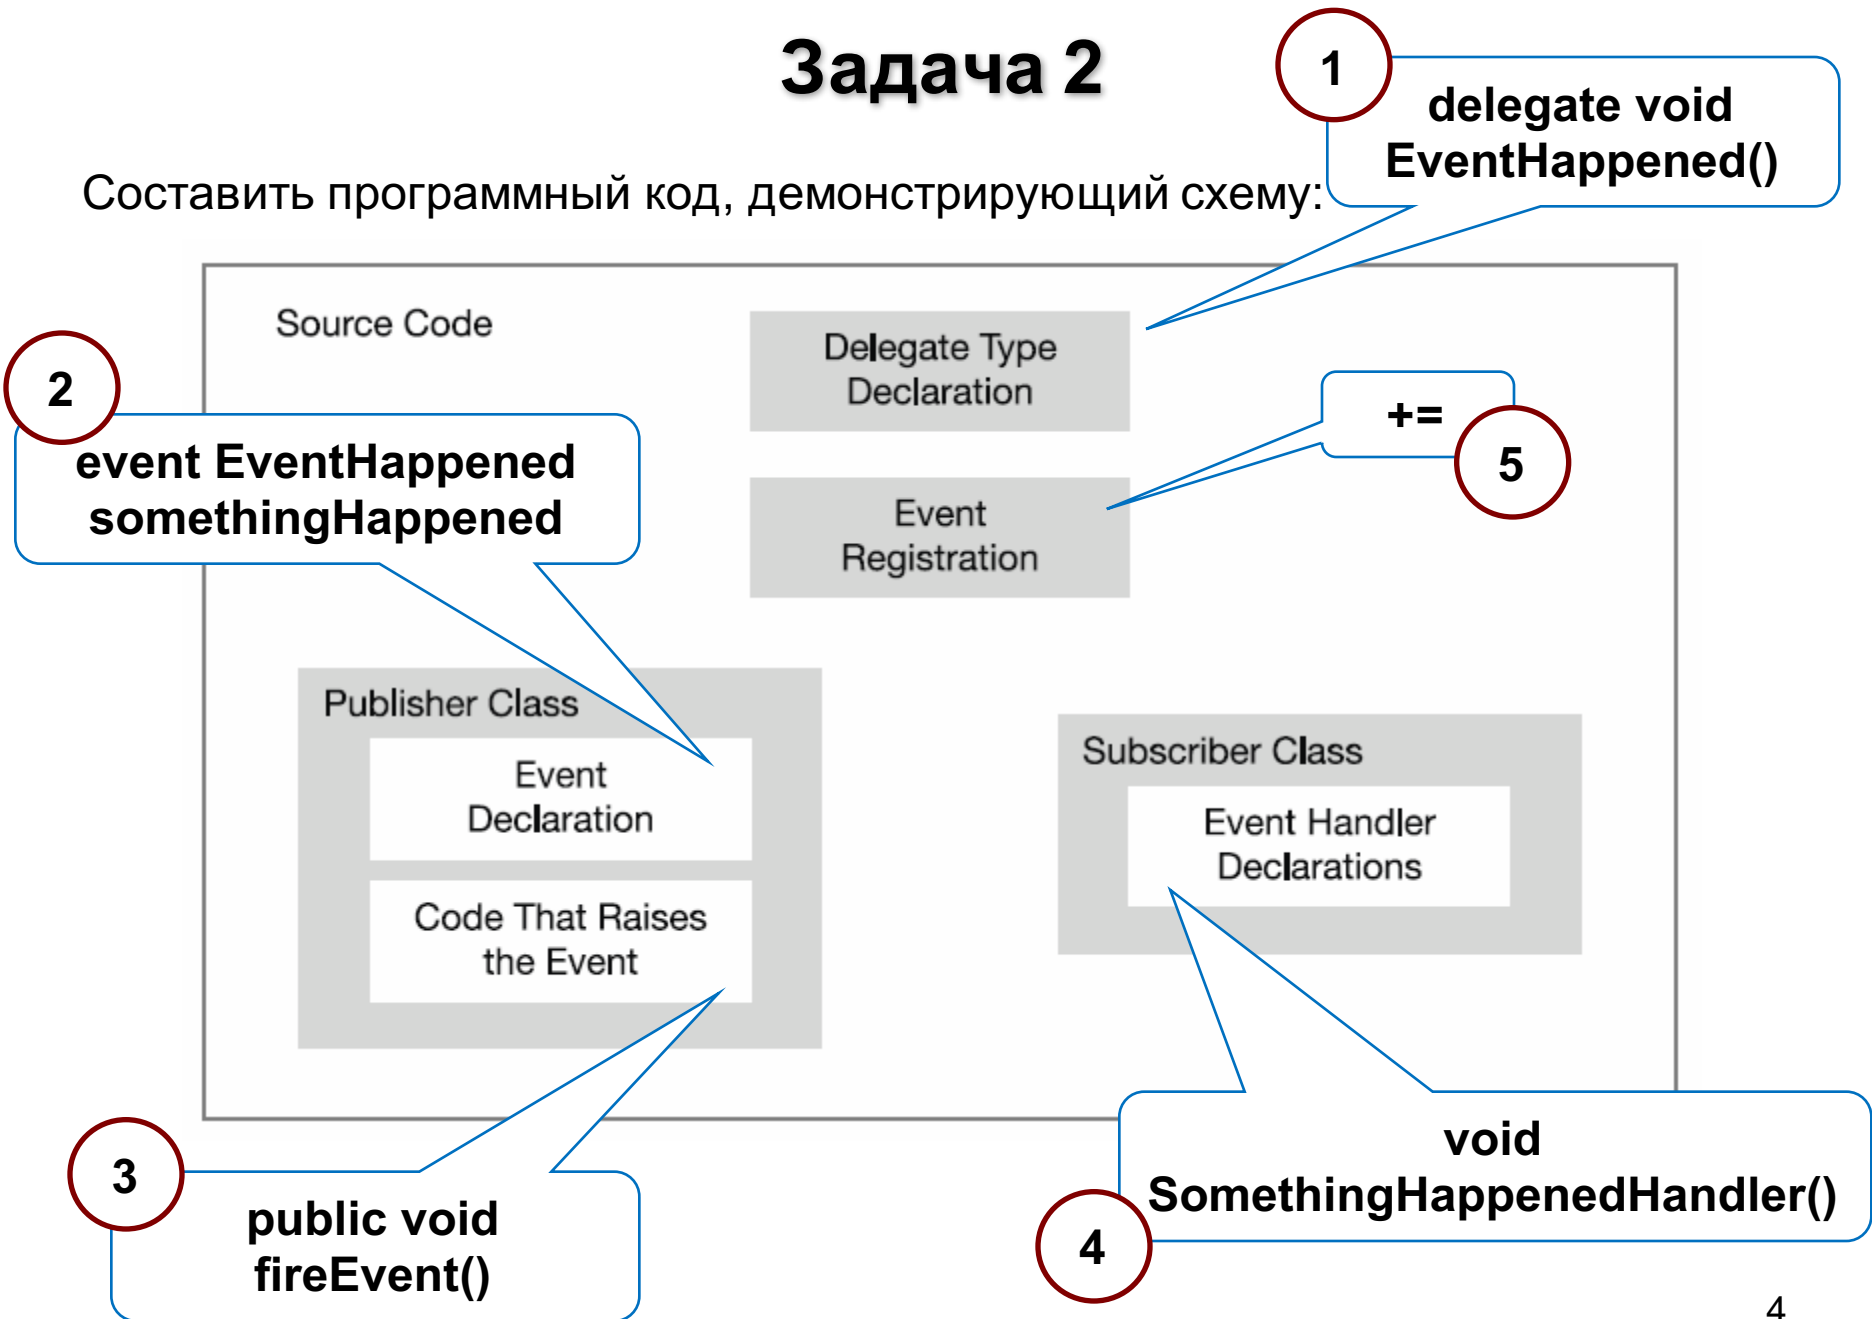 Задача 2
1
delegate void
EventHappened()
Составить программный код, демонстрирующий схему:
Source Code
Delegate Type
Declaration
2
event EventHappened
somethingHappened
+=
5
Event
Registration
Publisher Class
Event
Declaration
Code That Raises
the Event
Subscriber Class
Event Handler
Declarations
3
public void
fireEvent()
void
SomethingHappenedHandler()
4
4